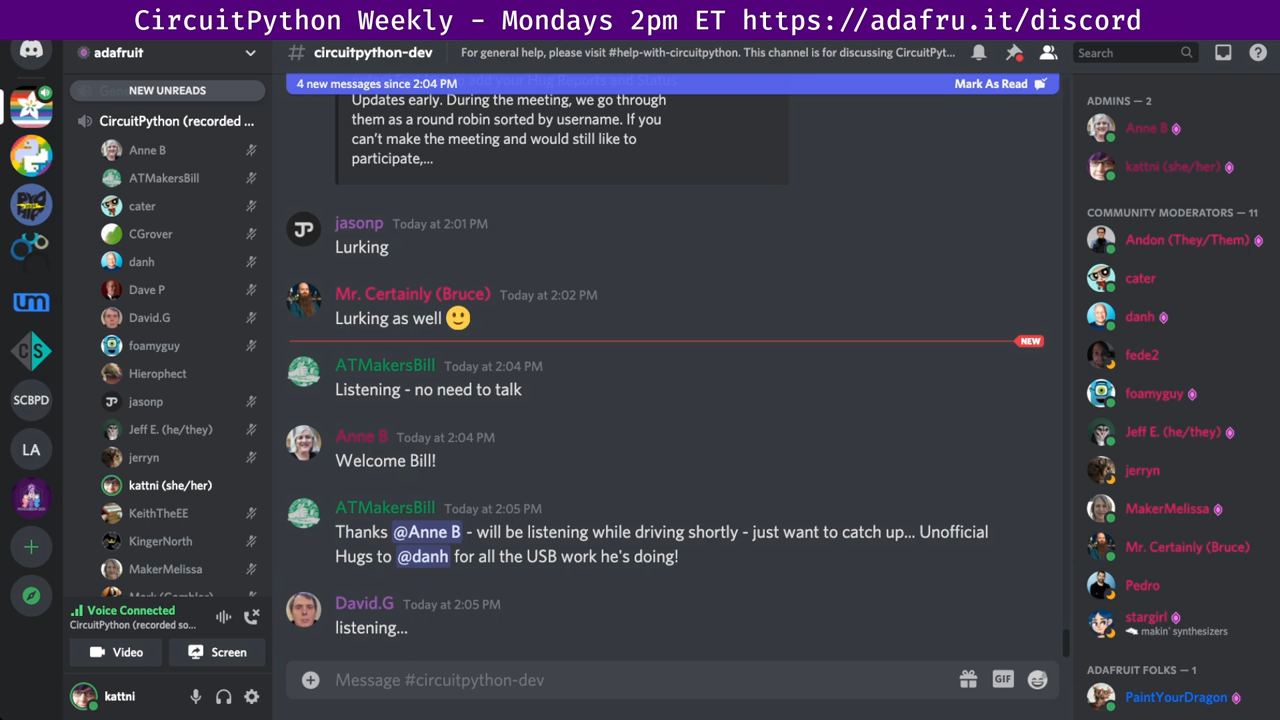 CircuitPython Weekly - Mondays 2pm ET https://adafru.it/discord
adafruit
NEW UNREADS
CircuitPython (recorded ...
Anne B
ATMakersBill
cater
CGrover
danh
Dave P
David.G
foamyguy
Hierophect
jasonp
Jeff E. (he/they)
jerryn
kattni (she/her)
KeithTheEE
KingerNorth
MakerMelissa
Mark (Gambler)
Voice Connected
CircuitPython (recorded so...
Video
Screen
kattni
SCBPD
LA
circuitpython-dev
For general help, please visit #help-with-circuitpython. This channel is for discussing CircuitPyt...
Search
4 new messages since 2:04 PM
Mark As Read
to add your Hug Reports and Status
Updates early. During the meeting, we go through
them as a round robin sorted by username. If you
can't make the meeting and would still like to
participate,...
JP
jasonp Today at 2:01 PM
Lurking
Mr. Certainly (Bruce) Today at 2:02 PM
Lurking as well
NEW
ATMakersBill Today at 2:04 PM
Listening - no need to talk
Anne B Today at 2:04 PM
Welcome Bill!
ATMakersBill Today at 2:05 PM
Thanks @Anne B - will be listening while driving shortly - just want to catch up... Unofficial
Hugs to @danh for all the USB work he's doing!
David.G Today at 2:05 PM
listening...
Message #circuitpython-dev
GIF
ADMINS — 2
Anne B
kattni (she/her)
COMMUNITY MODERATORS — 11
Andon (They/Them)
cater
danh
fede2
foamyguy
Jeff E. (he/they)
jerryn
MakerMelissa
Mr. Certainly (Bruce)
Pedro
stargirl
makin' synthesizers
ADAFRUIT FOLKS — 1
PaintYourDragon